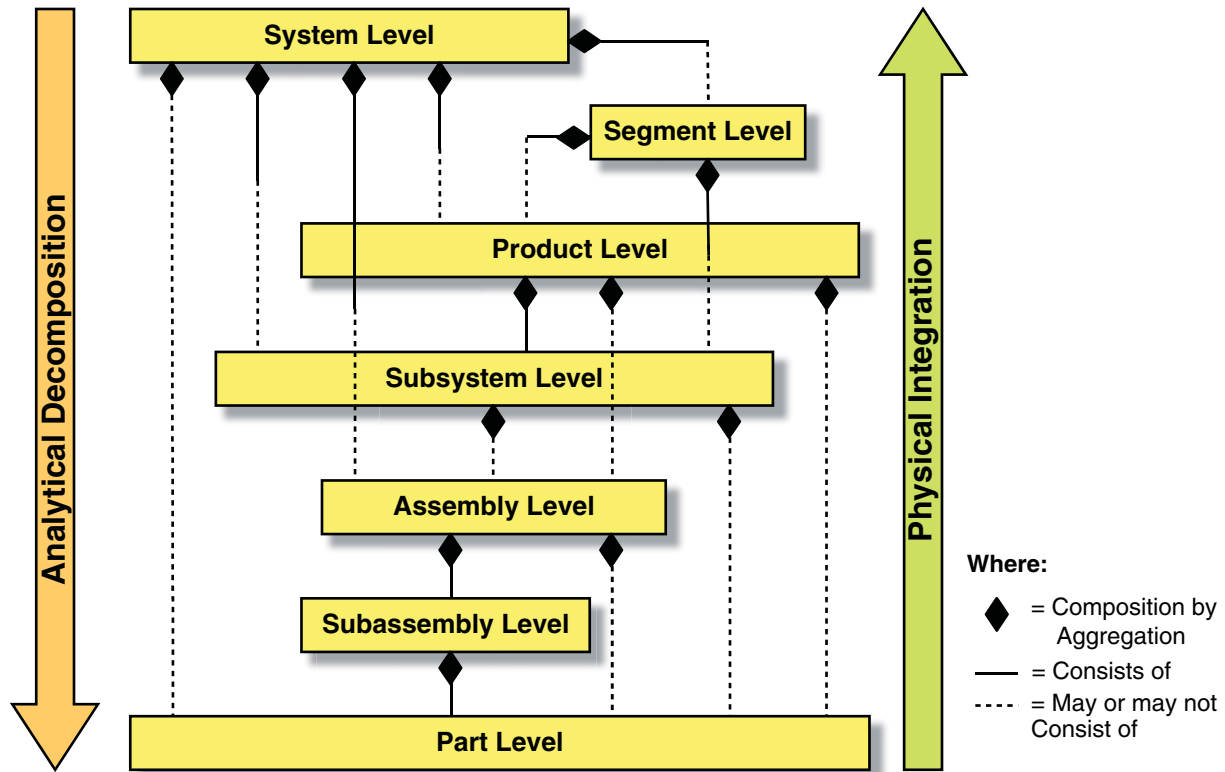 System Level
Segment Level
Product Level
Subsystem Level
Assembly Level
Subassembly Level
Part Level
Analytical Decomposition
Physical Integration
Where:
= Composition by
Aggregation
= Consists of
= May or may not
Consist of